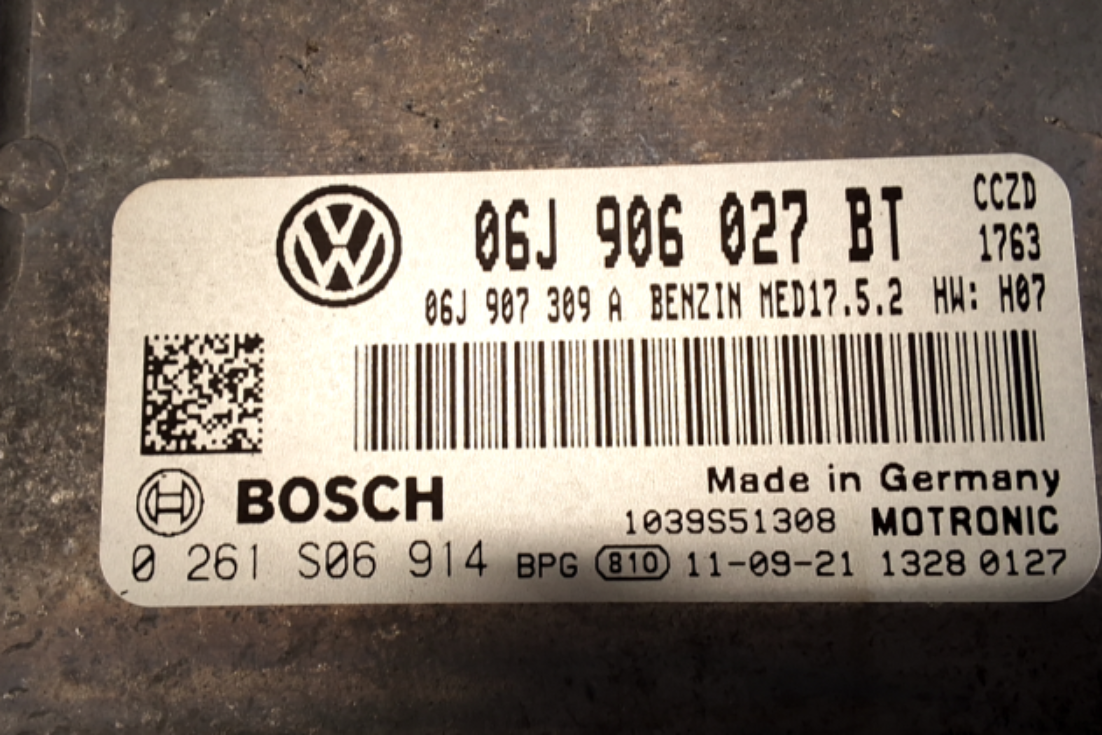 06J 906 027 BT CCZD
1763
06J 907 309 A BENZIN MED17.5.2 HW: H07
BOSCH Made in Germany
1039S51308 MOTRONIC
0 261 S06 914 BPG 810 11-09-21 1328 0127